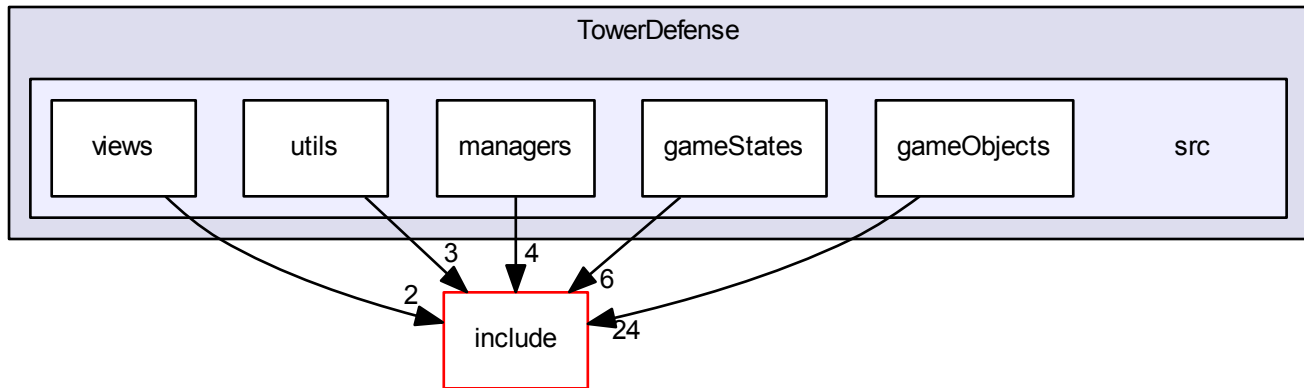 TowerDefense
views
utils
managers
gameStates
gameObjects
src
3
4
6
2
24
include